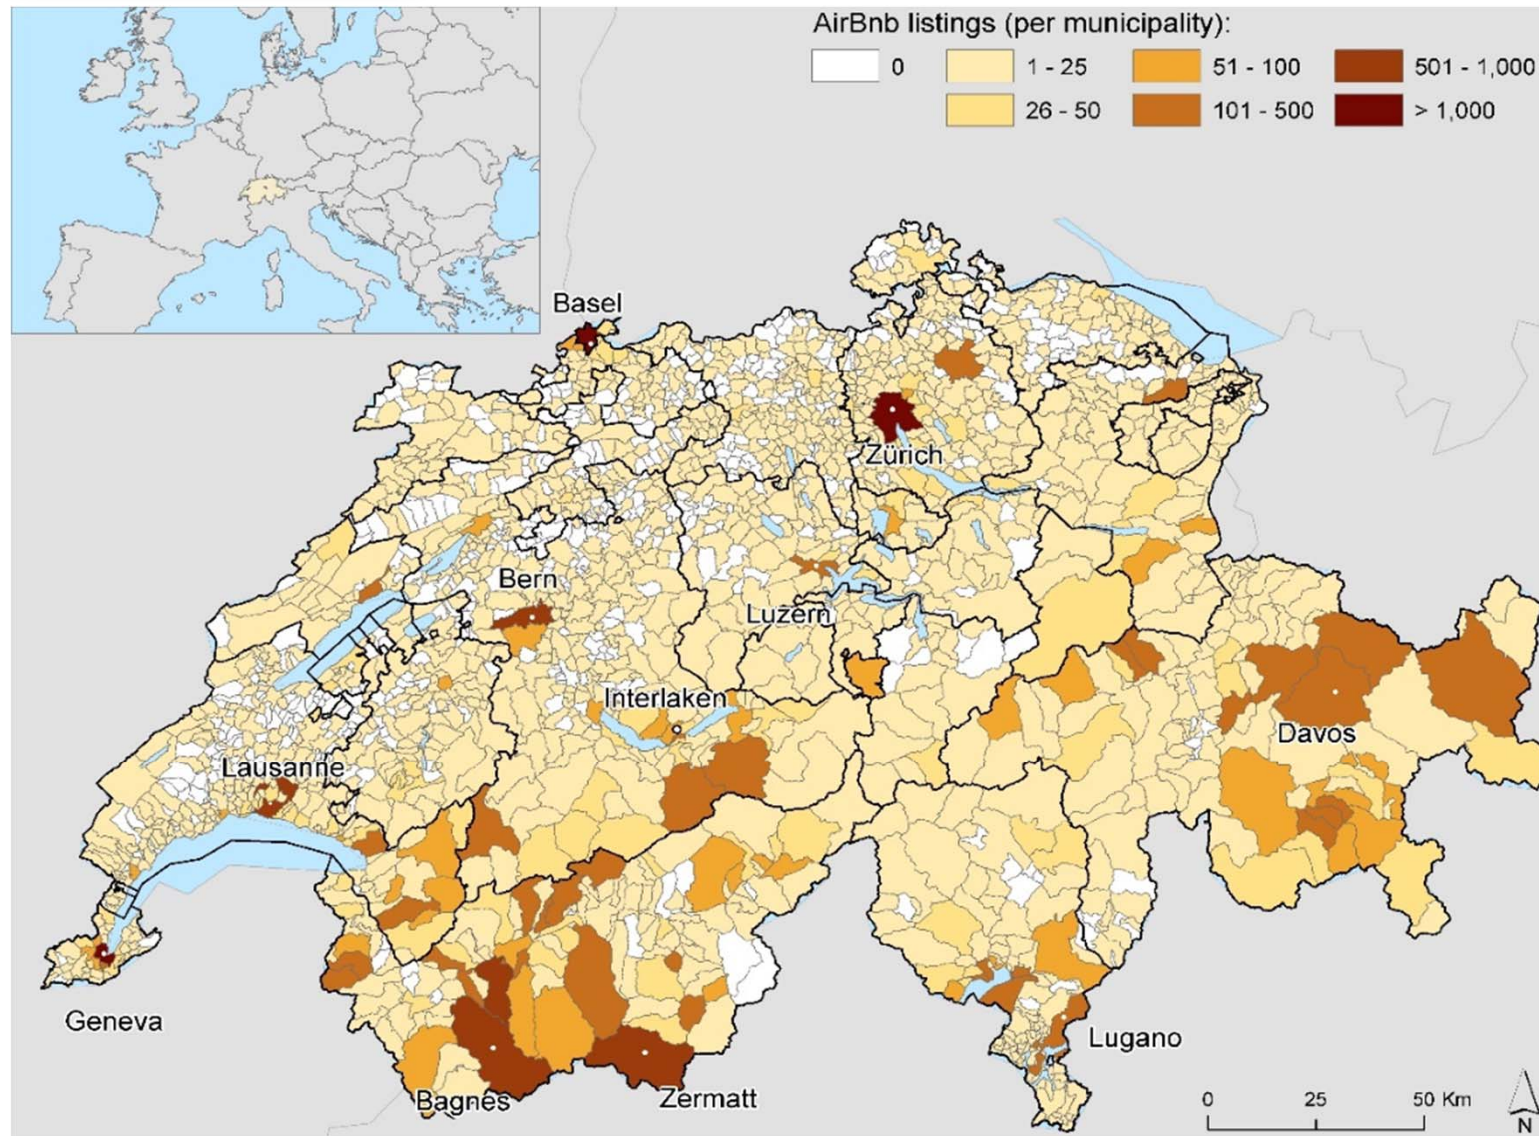 AirBnb listings (per municipality):
0
1 - 25
51 - 100
501 - 1,000
26 - 50
101 - 500
> 1,000
Basel
Zürich
Bern
Luzern
Interlaken
Davos
Lausanne
Geneva
Lugano
Bagnes
Zermatt
0 25 50 Km
N